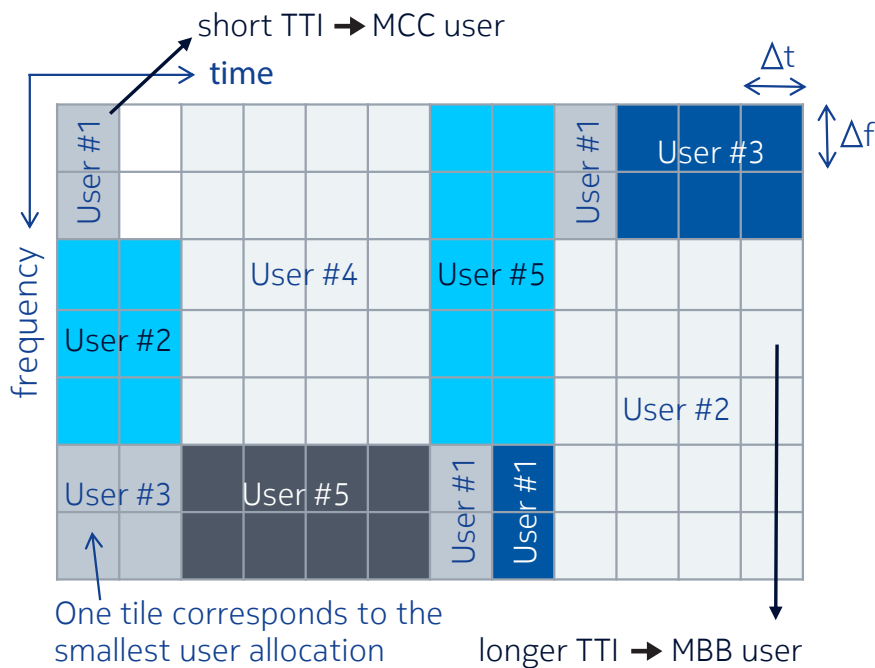 short TTI → MCC user
time
Δt
Δf
frequency
User #1
User #1
User #3
User #4
User #5
User #2
User #2
User #3
User #5
User #1
User #1
One tile corresponds to the
smallest user allocation
longer TTI → MBB user